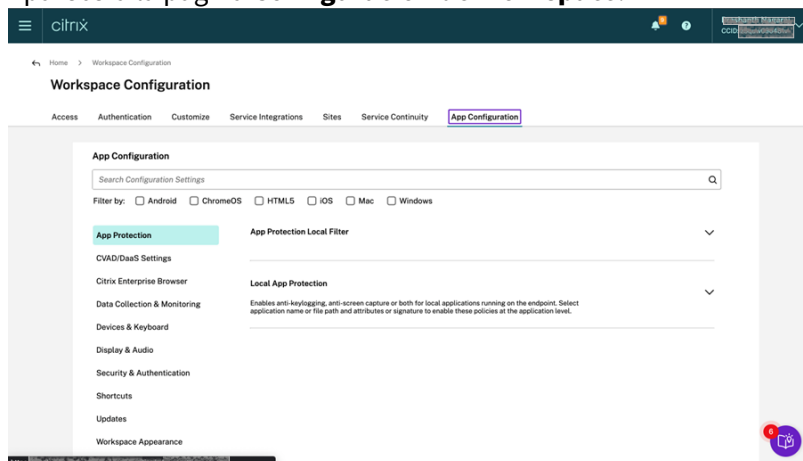 citrix
Home > Workspace Configuration
Workspace Configuration
Access Authentication Customize Service Integrations Sites Service Continuity App Configuration
App Configuration
Search Configuration Settings
Filter by: Android ChromeOS HTML5 iOS Mac Windows
App Protection
CVAD/DaaS Settings
Citrix Enterprise Browser
Data Collection & Monitoring
Devices & Keyboard
Display & Audio
Security & Authentication
Shortcuts
Updates
Workspace Appearance
App Protection Local Filter
Local App Protection
Enables anti-keylogging, anti-screen capture or both for local applications running on the endpoint. Select
application name or file path and attributes or signature to enable these policies at the application level.
CCID:
6